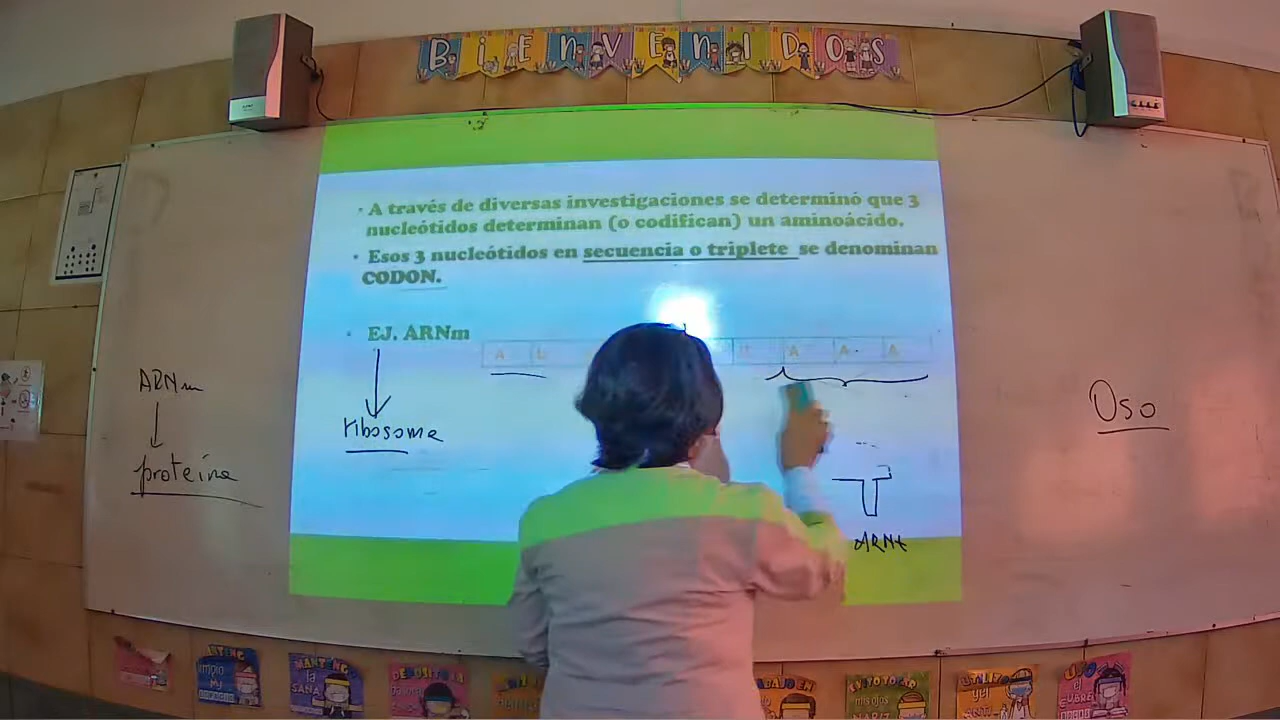 BIENVENIDOS
· A través de diversas investigaciones se determinó que 3
nucleótidos determinan (o codifican) un aminoácido.
· Esos 3 nucleótidos en secuencia o triplete se denominan
CODON.
· EJ. ARNm
A U
U A A A
ribosoma
ARNm
proteína
Oso
ARNt